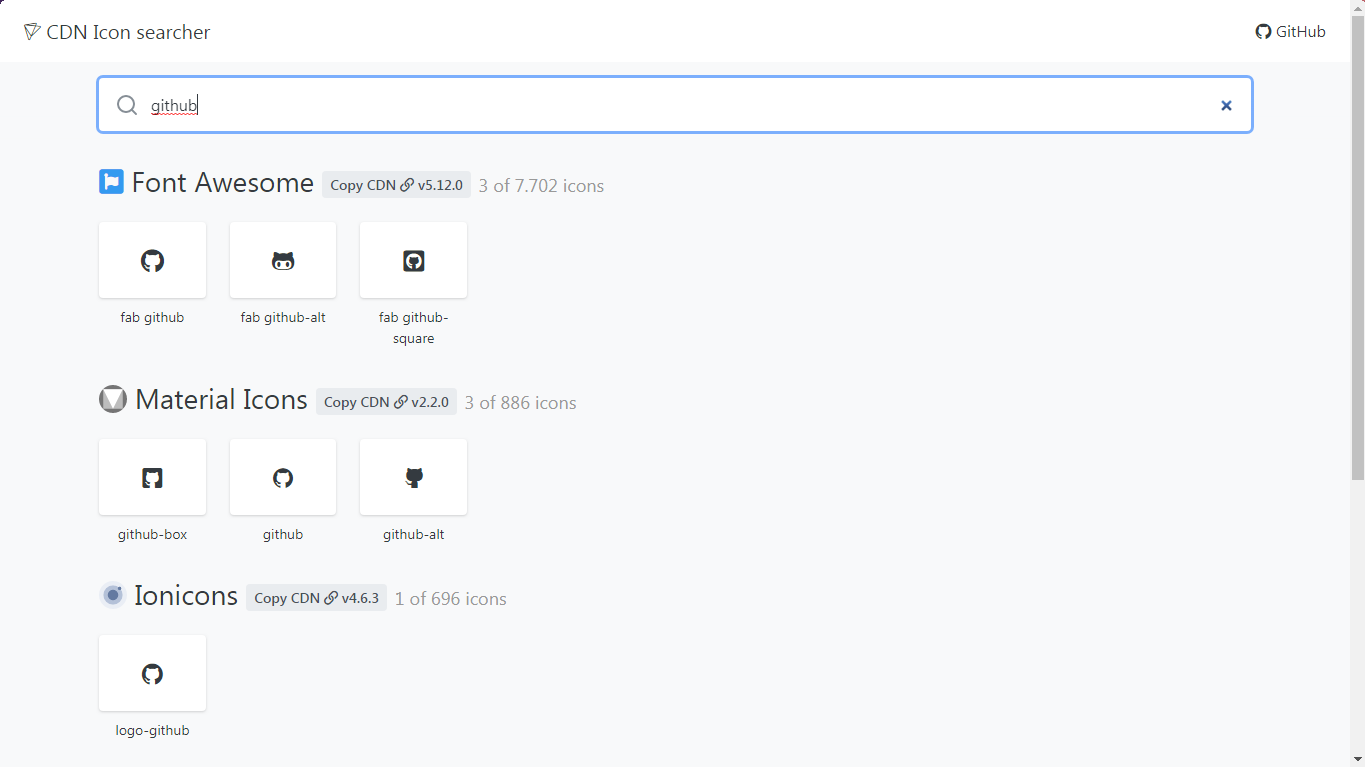 CDN Icon searcher
GitHub
github
Font Awesome Copy CDN v5.12.0 3 of 7.702 icons
fab github
fab github-alt
fab github-
square
Material Icons Copy CDN v2.2.0 3 of 886 icons
github-box
github
github-alt
Ionicons Copy CDN v4.6.3 1 of 696 icons
logo-github